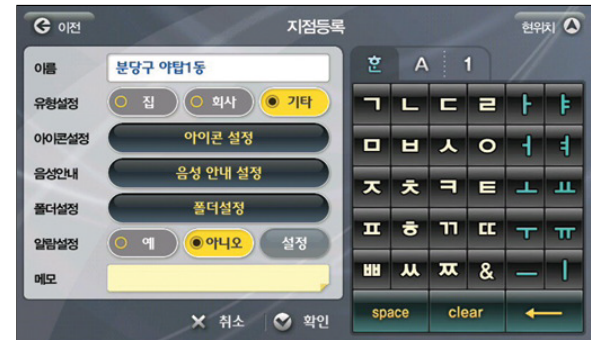 이전
지점등록
현위치
이름
분당구 야탑1동
유형설정
집
회사
기타
아이콘설정
아이콘 설정
음성안내
음성 안내 설정
폴더설정
폴더설정
알람설정
예
아니오
설정
메모
취소
확인
한 A 1
ㄱ ㄴ ㄷ ㄹ ㅏ ㅑ
ㅁ ㅂ ㅅ ㅇ ㅓ ㅕ
ㅈ ㅊ ㅋ ㅌ ㅗ ㅛ
ㅍ ㅎ ㄲ ㄸ ㅜ ㅠ
ㅃ ㅆ ㅉ & ㅡ ㅣ
space clear